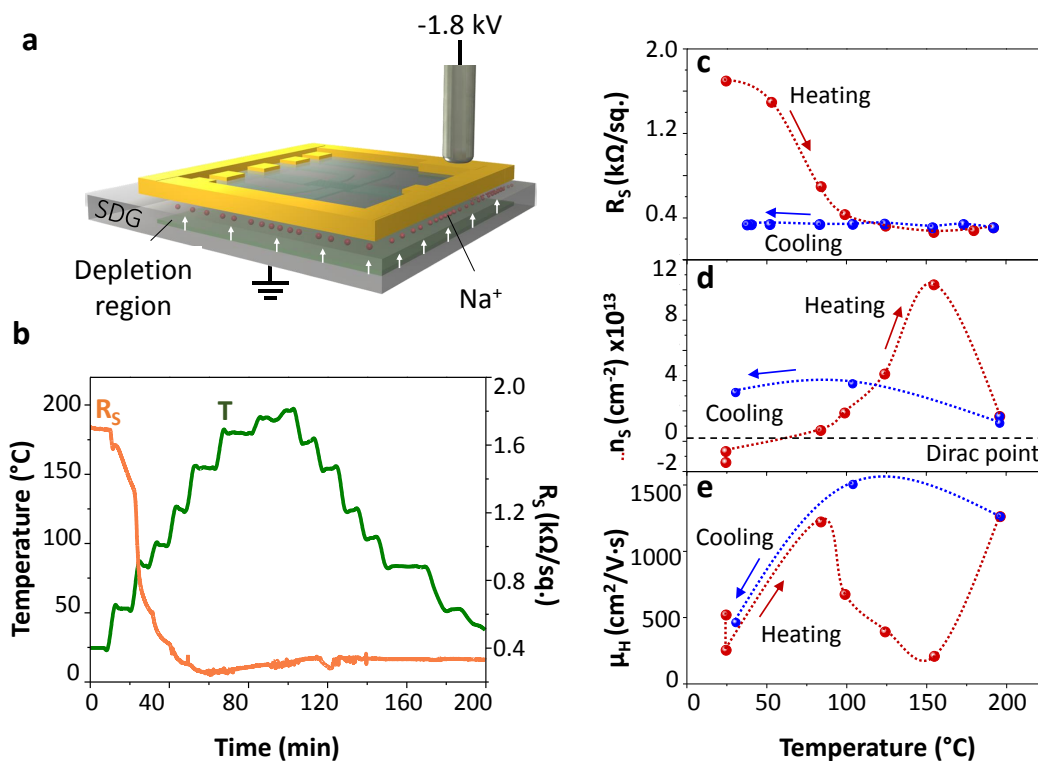 a
-1.8 kV
SDG
Depletion
region
Na⁺
b
R_S
T
Temperature (°C)
200
150
100
50
0
2.0
1.6
1.2
0.8
0.4
R_S (kΩ/sq.)
0 40 80 120 160 200
Time (min)
c
R_S (kΩ/sq.)
2.0
1.2
0.4
Heating
Cooling
d
n_S (cm⁻²) x10¹³
12
8
4
0
-2
Heating
Cooling
Dirac point
e
μ_H (cm²/V·s)
1500
1000
500
0
Cooling
Heating
0 50 100 150 200
Temperature (°C)